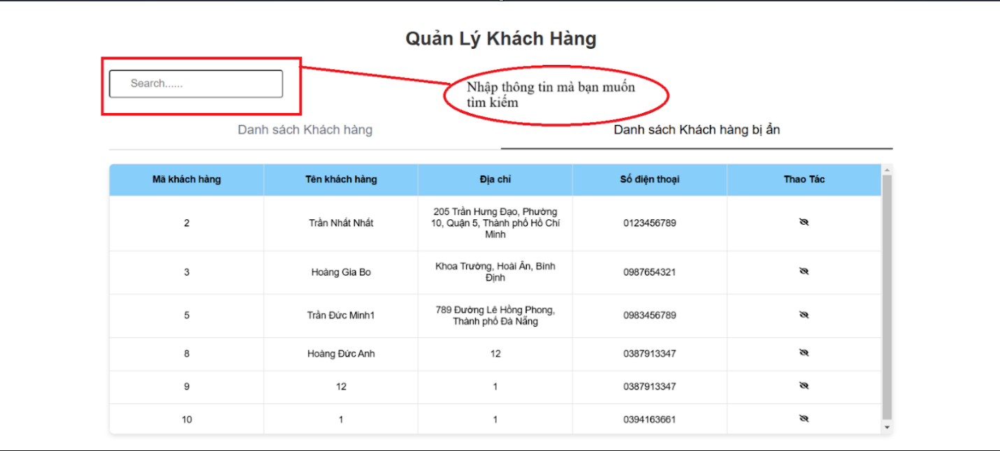 Quản Lý Khách Hàng
Search......
Nhập thông tin mà bạn muốn
tìm kiếm
Danh sách Khách hàng
Danh sách Khách hàng bị ẩn
Mã khách hàng Tên khách hàng Địa chỉ Số điện thoại Thao Tác
2 Trần Nhất Nhất 205 Trần Hưng Đạo, Phường
10, Quận 5, Thành phố Hồ Chí
Minh 0123456789
3 Hoàng Gia Bo Khoa Trường, Hoài Ân, Bình
Định 0987654321
5 Trần Đức Minh1 789 Đường Lê Hồng Phong,
Thành phố Đà Nẵng 0983456789
8 Hoàng Đức Anh 12 0387913347
9 12 1 0387913347
10 1 1 0394163661